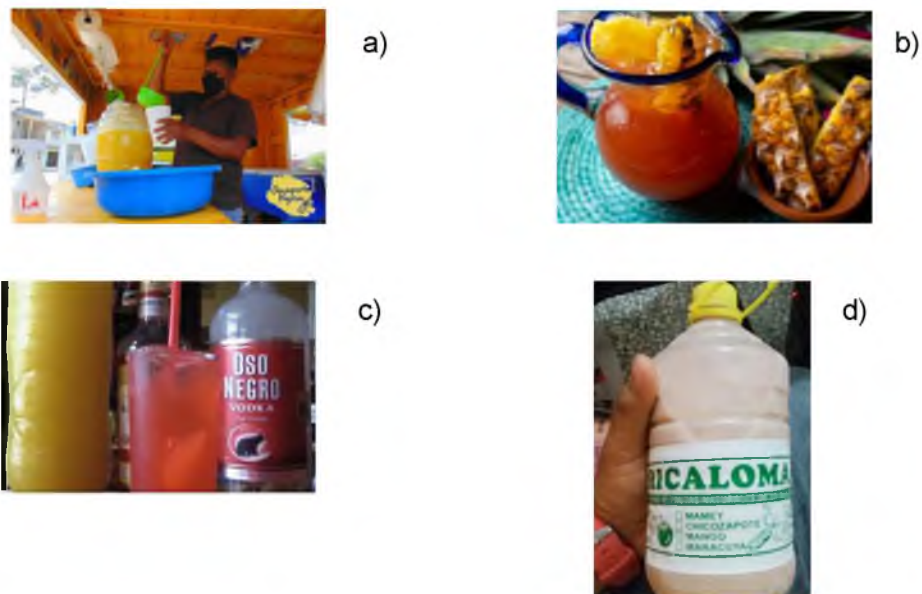 a)
b)
c)
OSO
NEGRO
VODKA
d)
RICALOMA
MAMEY
CHICOZAPOTE
MANGO
MARACUYA